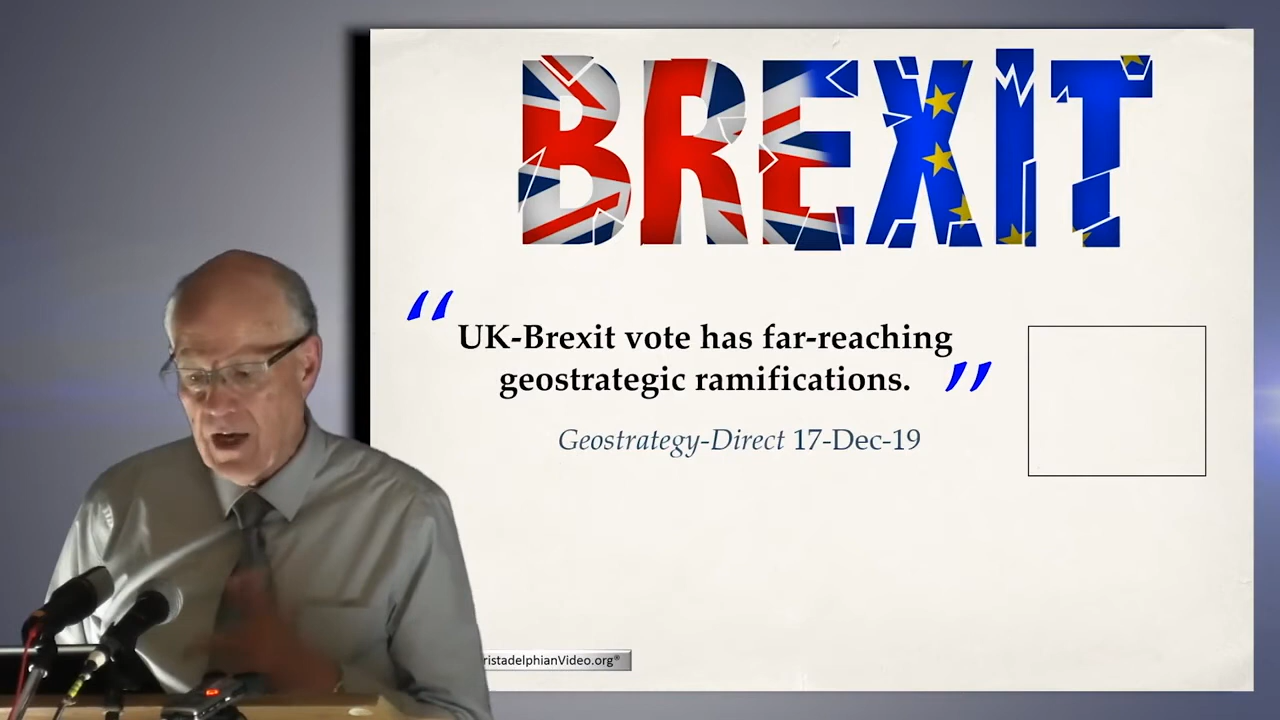 BREXIT
“UK-Brexit vote has far-reaching
geostrategic ramifications.”
Geostrategy-Direct 17-Dec-19
ristadelphianVideo.org®